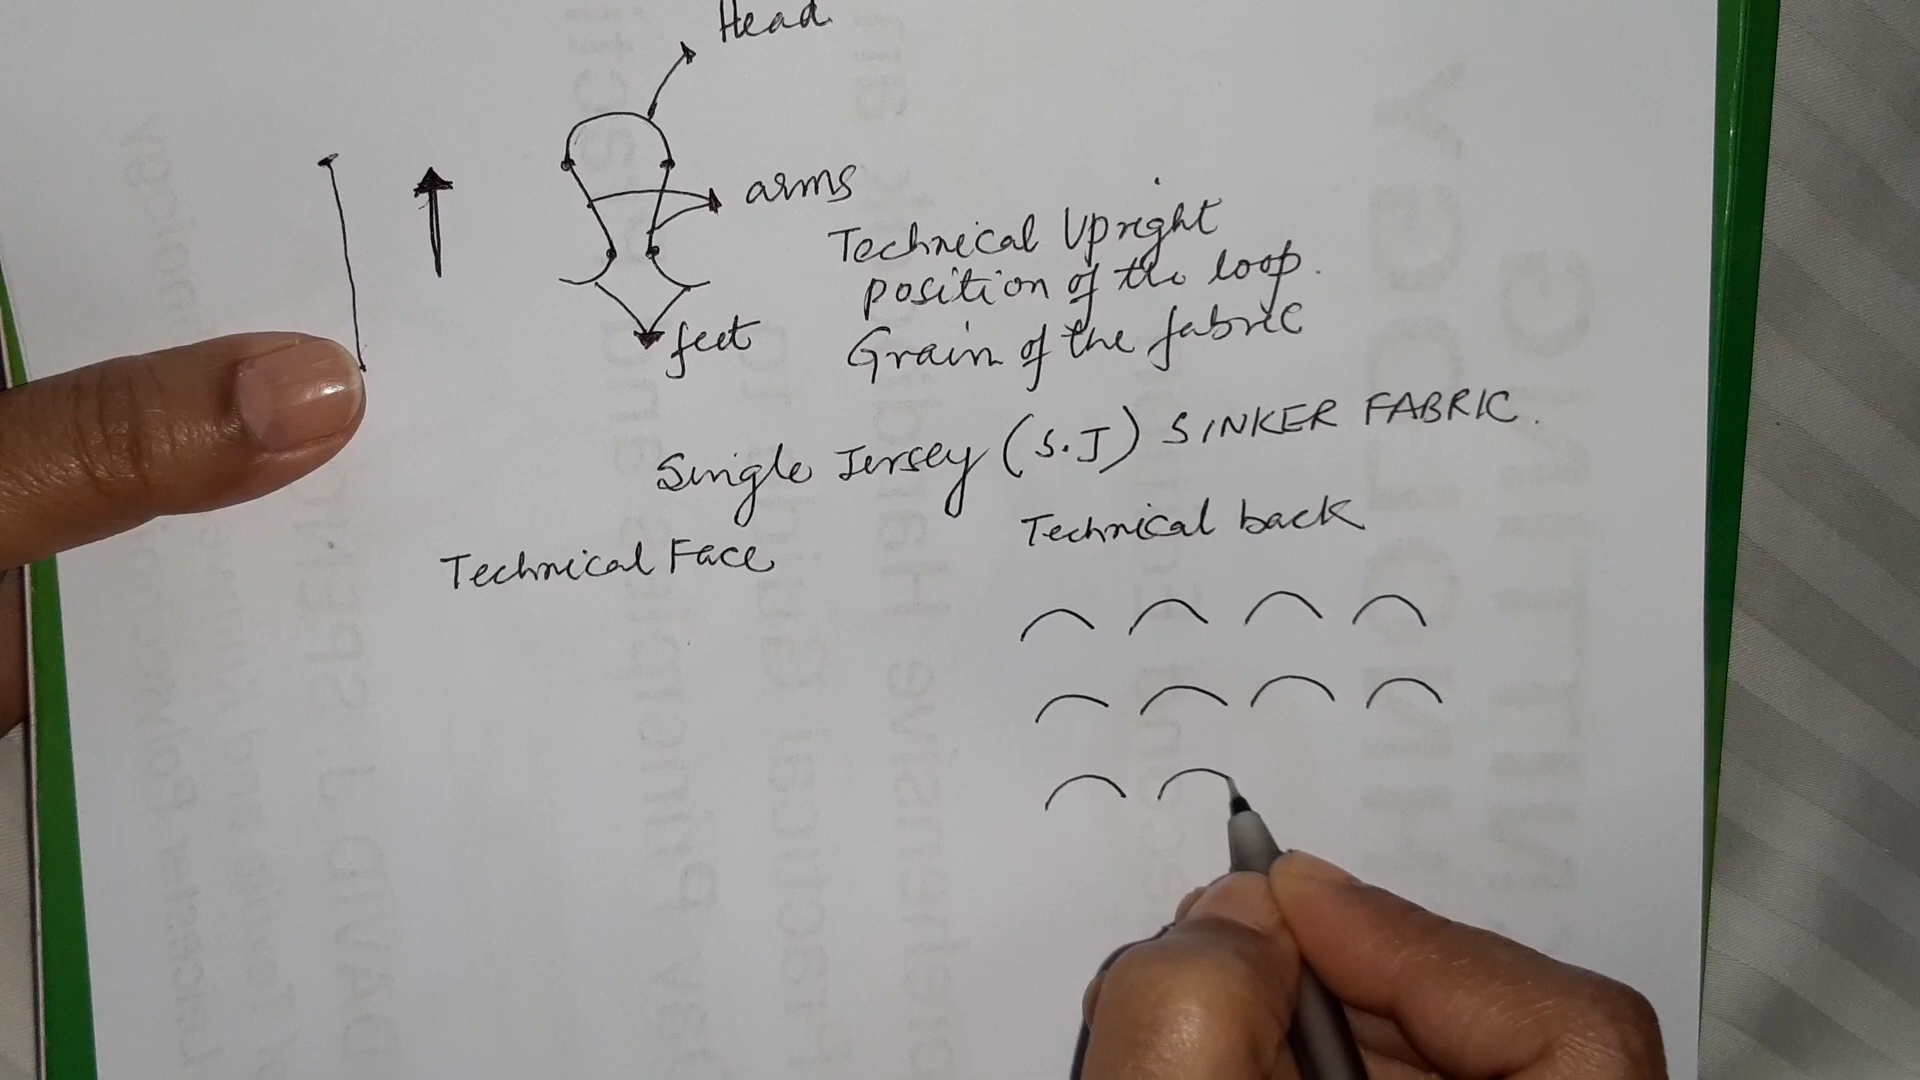 Head
arms
Technical Upright
position of the loop.
Grain of the fabric
feet
Single Jersey (S.J) SINKER FABRIC.
Technical back
Technical Face